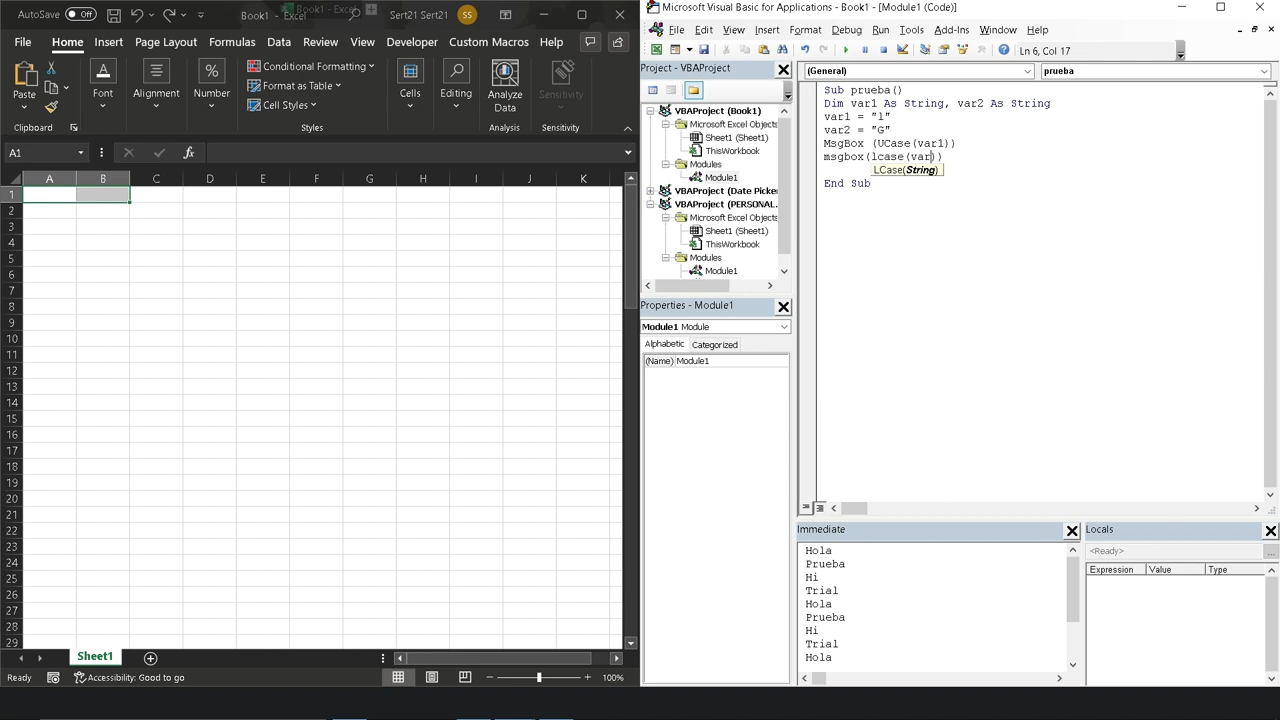 AutoSave Off Book1 - Excel Sert21 Sert21 SS
Book1 - Excel
File Home Insert Page Layout Formulas Data Review View Developer Custom Macros Help
Paste Font Alignment Number Conditional Formatting Format as Table Cell Styles Cells Editing Analyze Data Sensitivity
Clipboard Styles Analysis Sensitivity
A1 fx
A B C D E F G H I J K
1
2
3
4
5
6
7
8
9
10
11
12
13
14
15
16
17
18
19
20
21
22
23
24
25
26
27
28
29
Sheet1
Ready Accessibility: Good to go 100%
Microsoft Visual Basic for Applications - Book1 - [Module1 (Code)]
File Edit View Insert Format Debug Run Tools Add-Ins Window Help
Ln 6, Col 17
Project - VBAProject
VBAProject (Book1)
Microsoft Excel Objects
Sheet1 (Sheet1)
ThisWorkbook
Modules
Module1
VBAProject (Date Picke
VBAProject (PERSONAL.
Microsoft Excel Objects
Sheet1 (Sheet1)
ThisWorkbook
Modules
Module1
Properties - Module1
Module1 Module
Alphabetic Categorized
(Name) Module1
(General) prueba
Sub prueba()
Dim var1 As String, var2 As String
var1 = "l"
var2 = "G"
MsgBox (UCase(var1))
msgbox(lcase(var))
LCase(String)
End Sub
Immediate
Hola
Prueba
Hi
Trial
Hola
Prueba
Hi
Trial
Hola
Locals
<Ready>
Expression Value Type